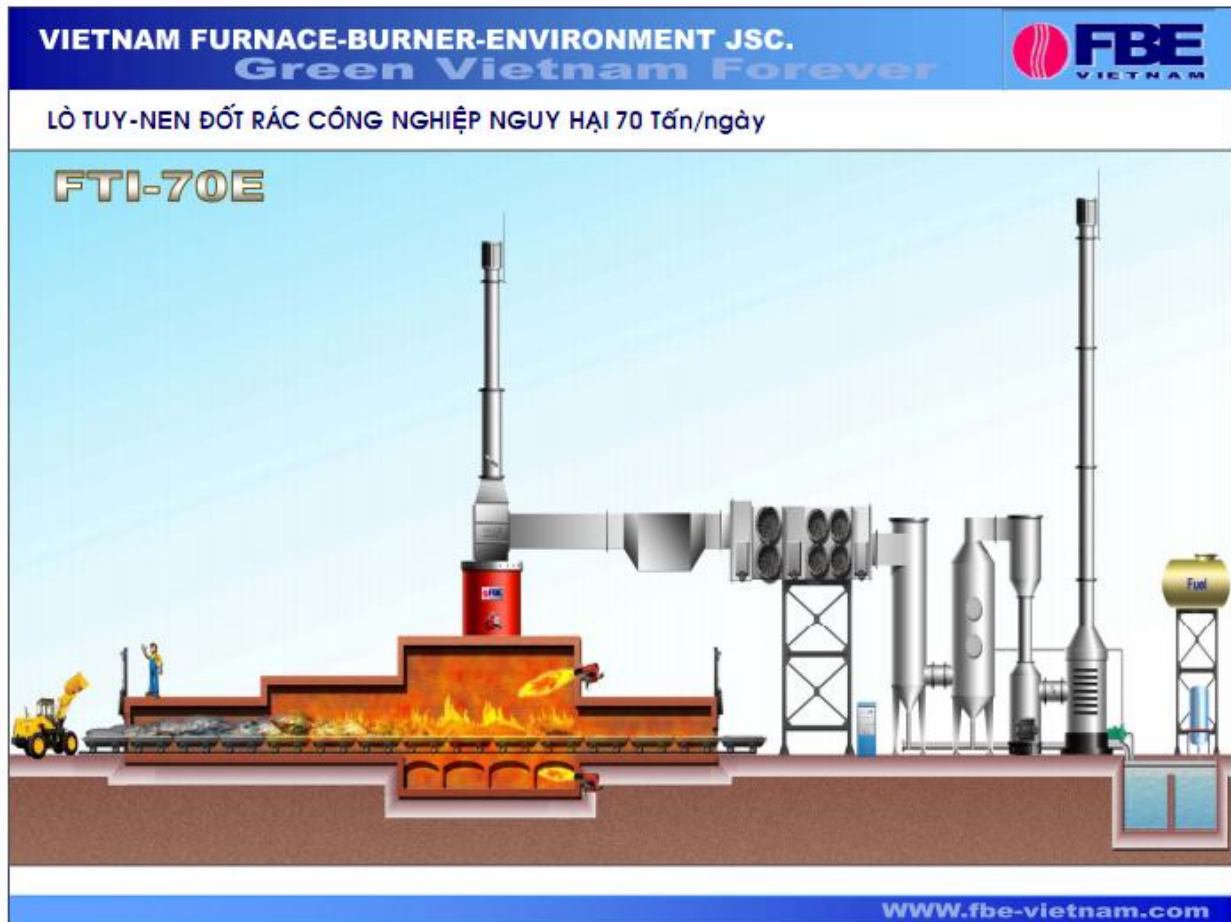 VIETNAM FURNACE-BURNER-ENVIRONMENT JSC.
Green Vietnam Forever
FBE
VIETNAM
LÒ TUY-NEN ĐỐT RÁC CÔNG NGHIỆP NGUY HẠI 70 Tấn/ngày
FTI-70E
FBE
Fuel
WWW.fbe-vietnam.com